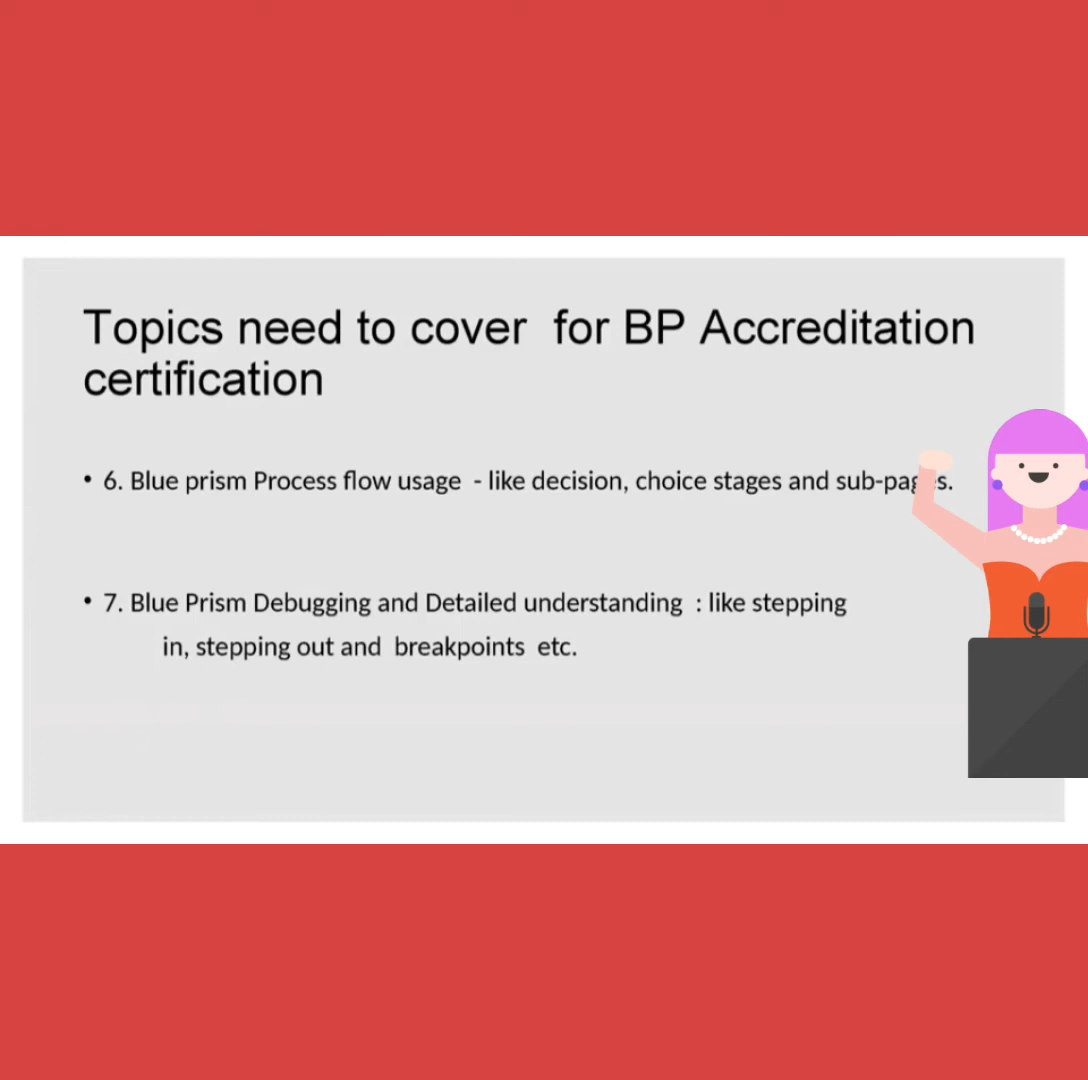 Topics need to cover  for BP Accreditation
certification
• 6. Blue prism Process flow usage  - like decision, choice stages and sub-pages.
• 7. Blue Prism Debugging and Detailed understanding  : like stepping
in, stepping out and  breakpoints  etc.